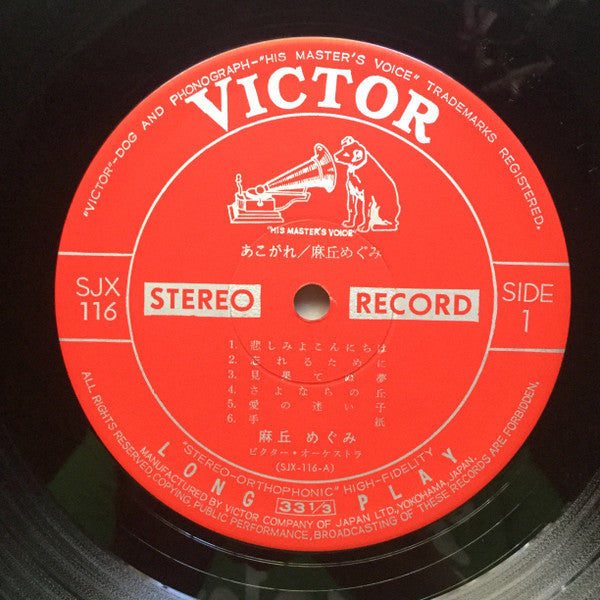 "VICTOR"-DOG AND PHONOGRAPH-"HIS MASTER'S VOICE" TRADEMARKS REGISTERED.
VICTOR
"HIS MASTER'S VOICE"
あこがれ/麻丘めぐみ
SJX
116
STEREO
RECORD
SIDE
1
1. 悲しみよこんにちは
2. 忘れるために
3. 見果てぬ夢
4. さよならの丘
5. 愛の迷い子
6. 手紙
麻丘 めぐみ
ビクター・オーケストラ
(SJX-116-A)
"STEREO-ORTHOPHONIC" HIGH-FIDELITY
LONG 33 1/3 PLAY
MANUFACTURED BY VICTOR COMPANY OF JAPAN LTD., YOKOHAMA, JAPAN.
ALL RIGHTS RESERVED, COPYING, PUBLIC PERFORMANCE, BROADCASTING OF THESE RECORDS ARE FORBIDDEN.